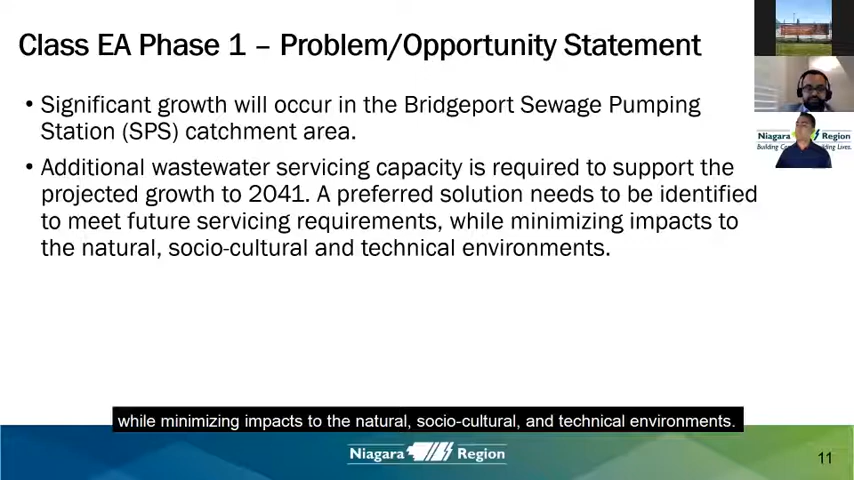 Class EA Phase 1 – Problem/Opportunity Statement
• Significant growth will occur in the Bridgeport Sewage Pumping
Station (SPS) catchment area.
• Additional wastewater servicing capacity is required to support the
projected growth to 2041. A preferred solution needs to be identified
to meet future servicing requirements, while minimizing impacts to
the natural, socio-cultural and technical environments.
Niagara Region
Building
Lives.
while minimizing impacts to the natural, socio-cultural, and technical environments.
Niagara Region
11